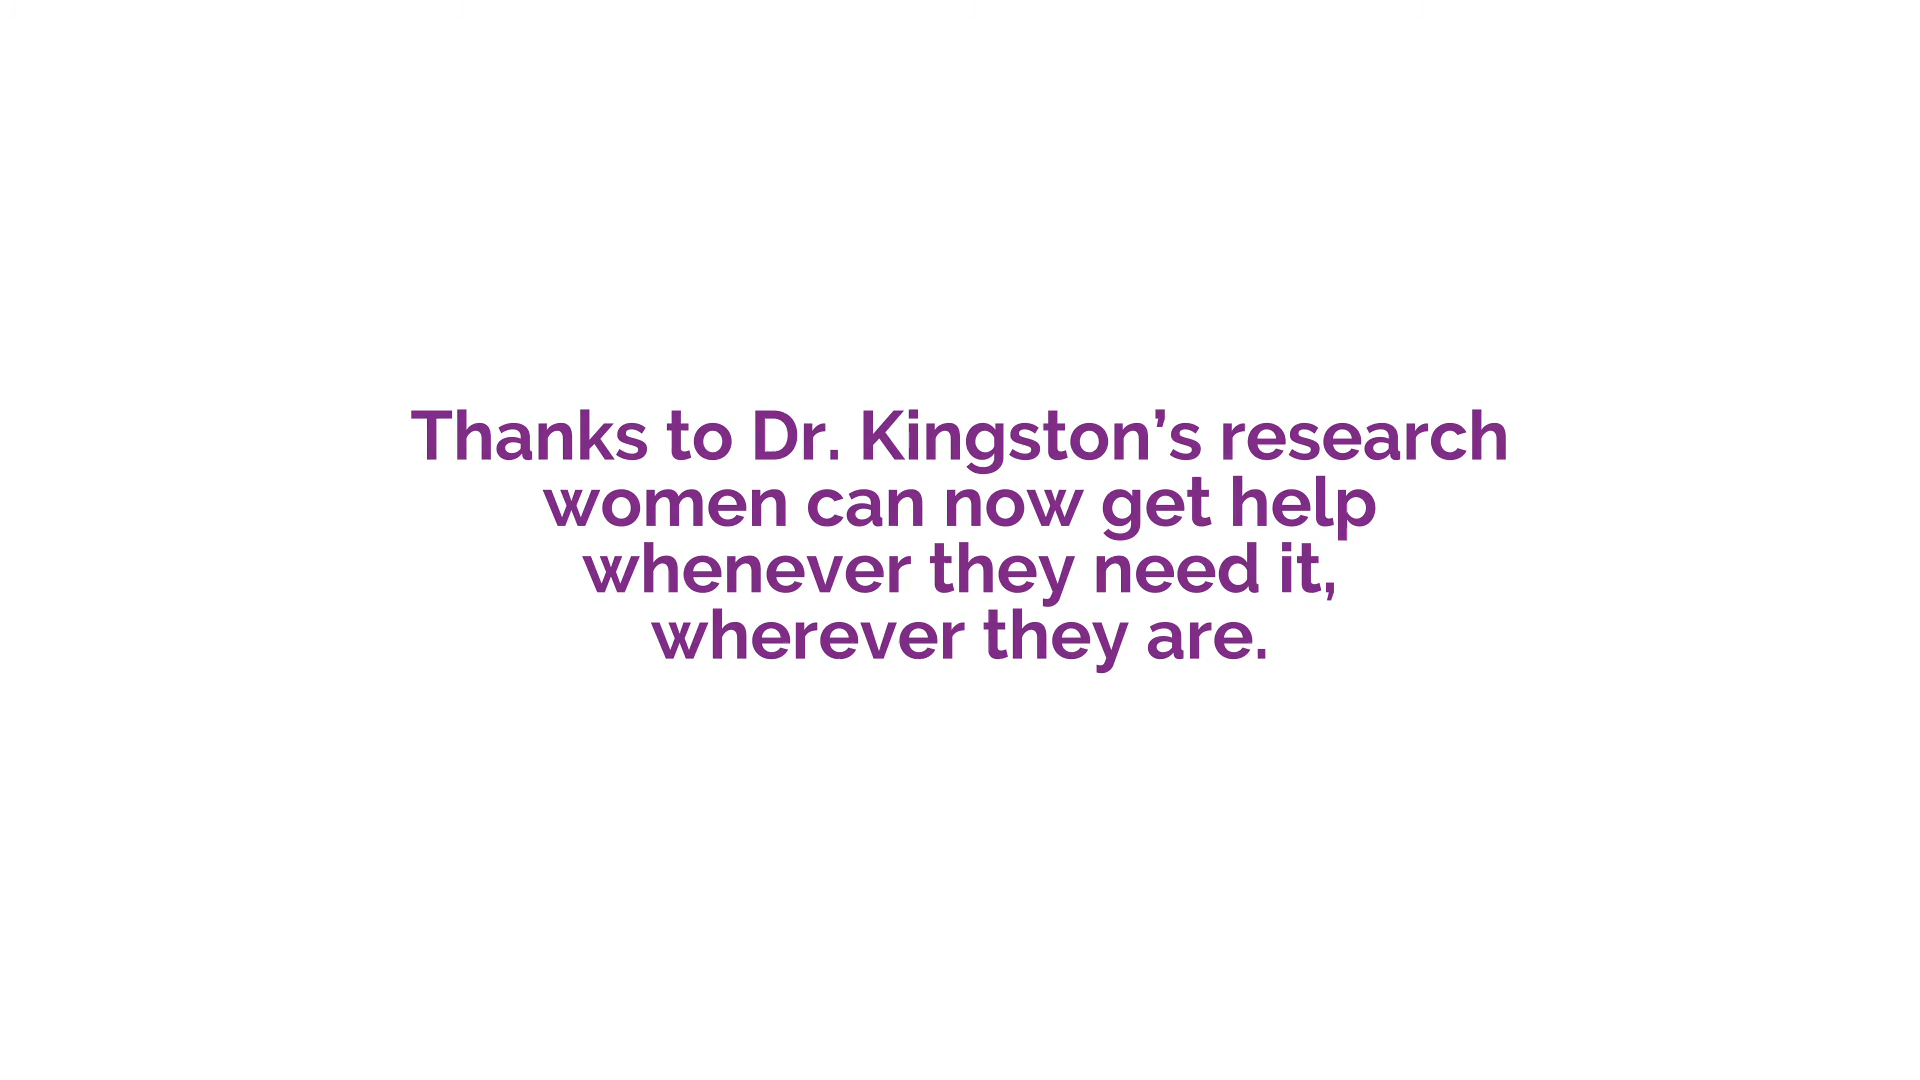 Thanks to Dr. Kingston’s research
women can now get help
whenever they need it,
wherever they are.